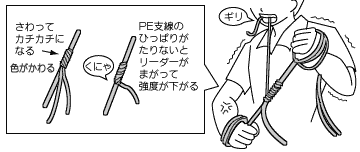 さわって
カチカチに
なる
色がかわる
くにゃ
PE支線の
ひっぱりが
たりないと
リーダーが
まがって
強度が下がる
ギリ